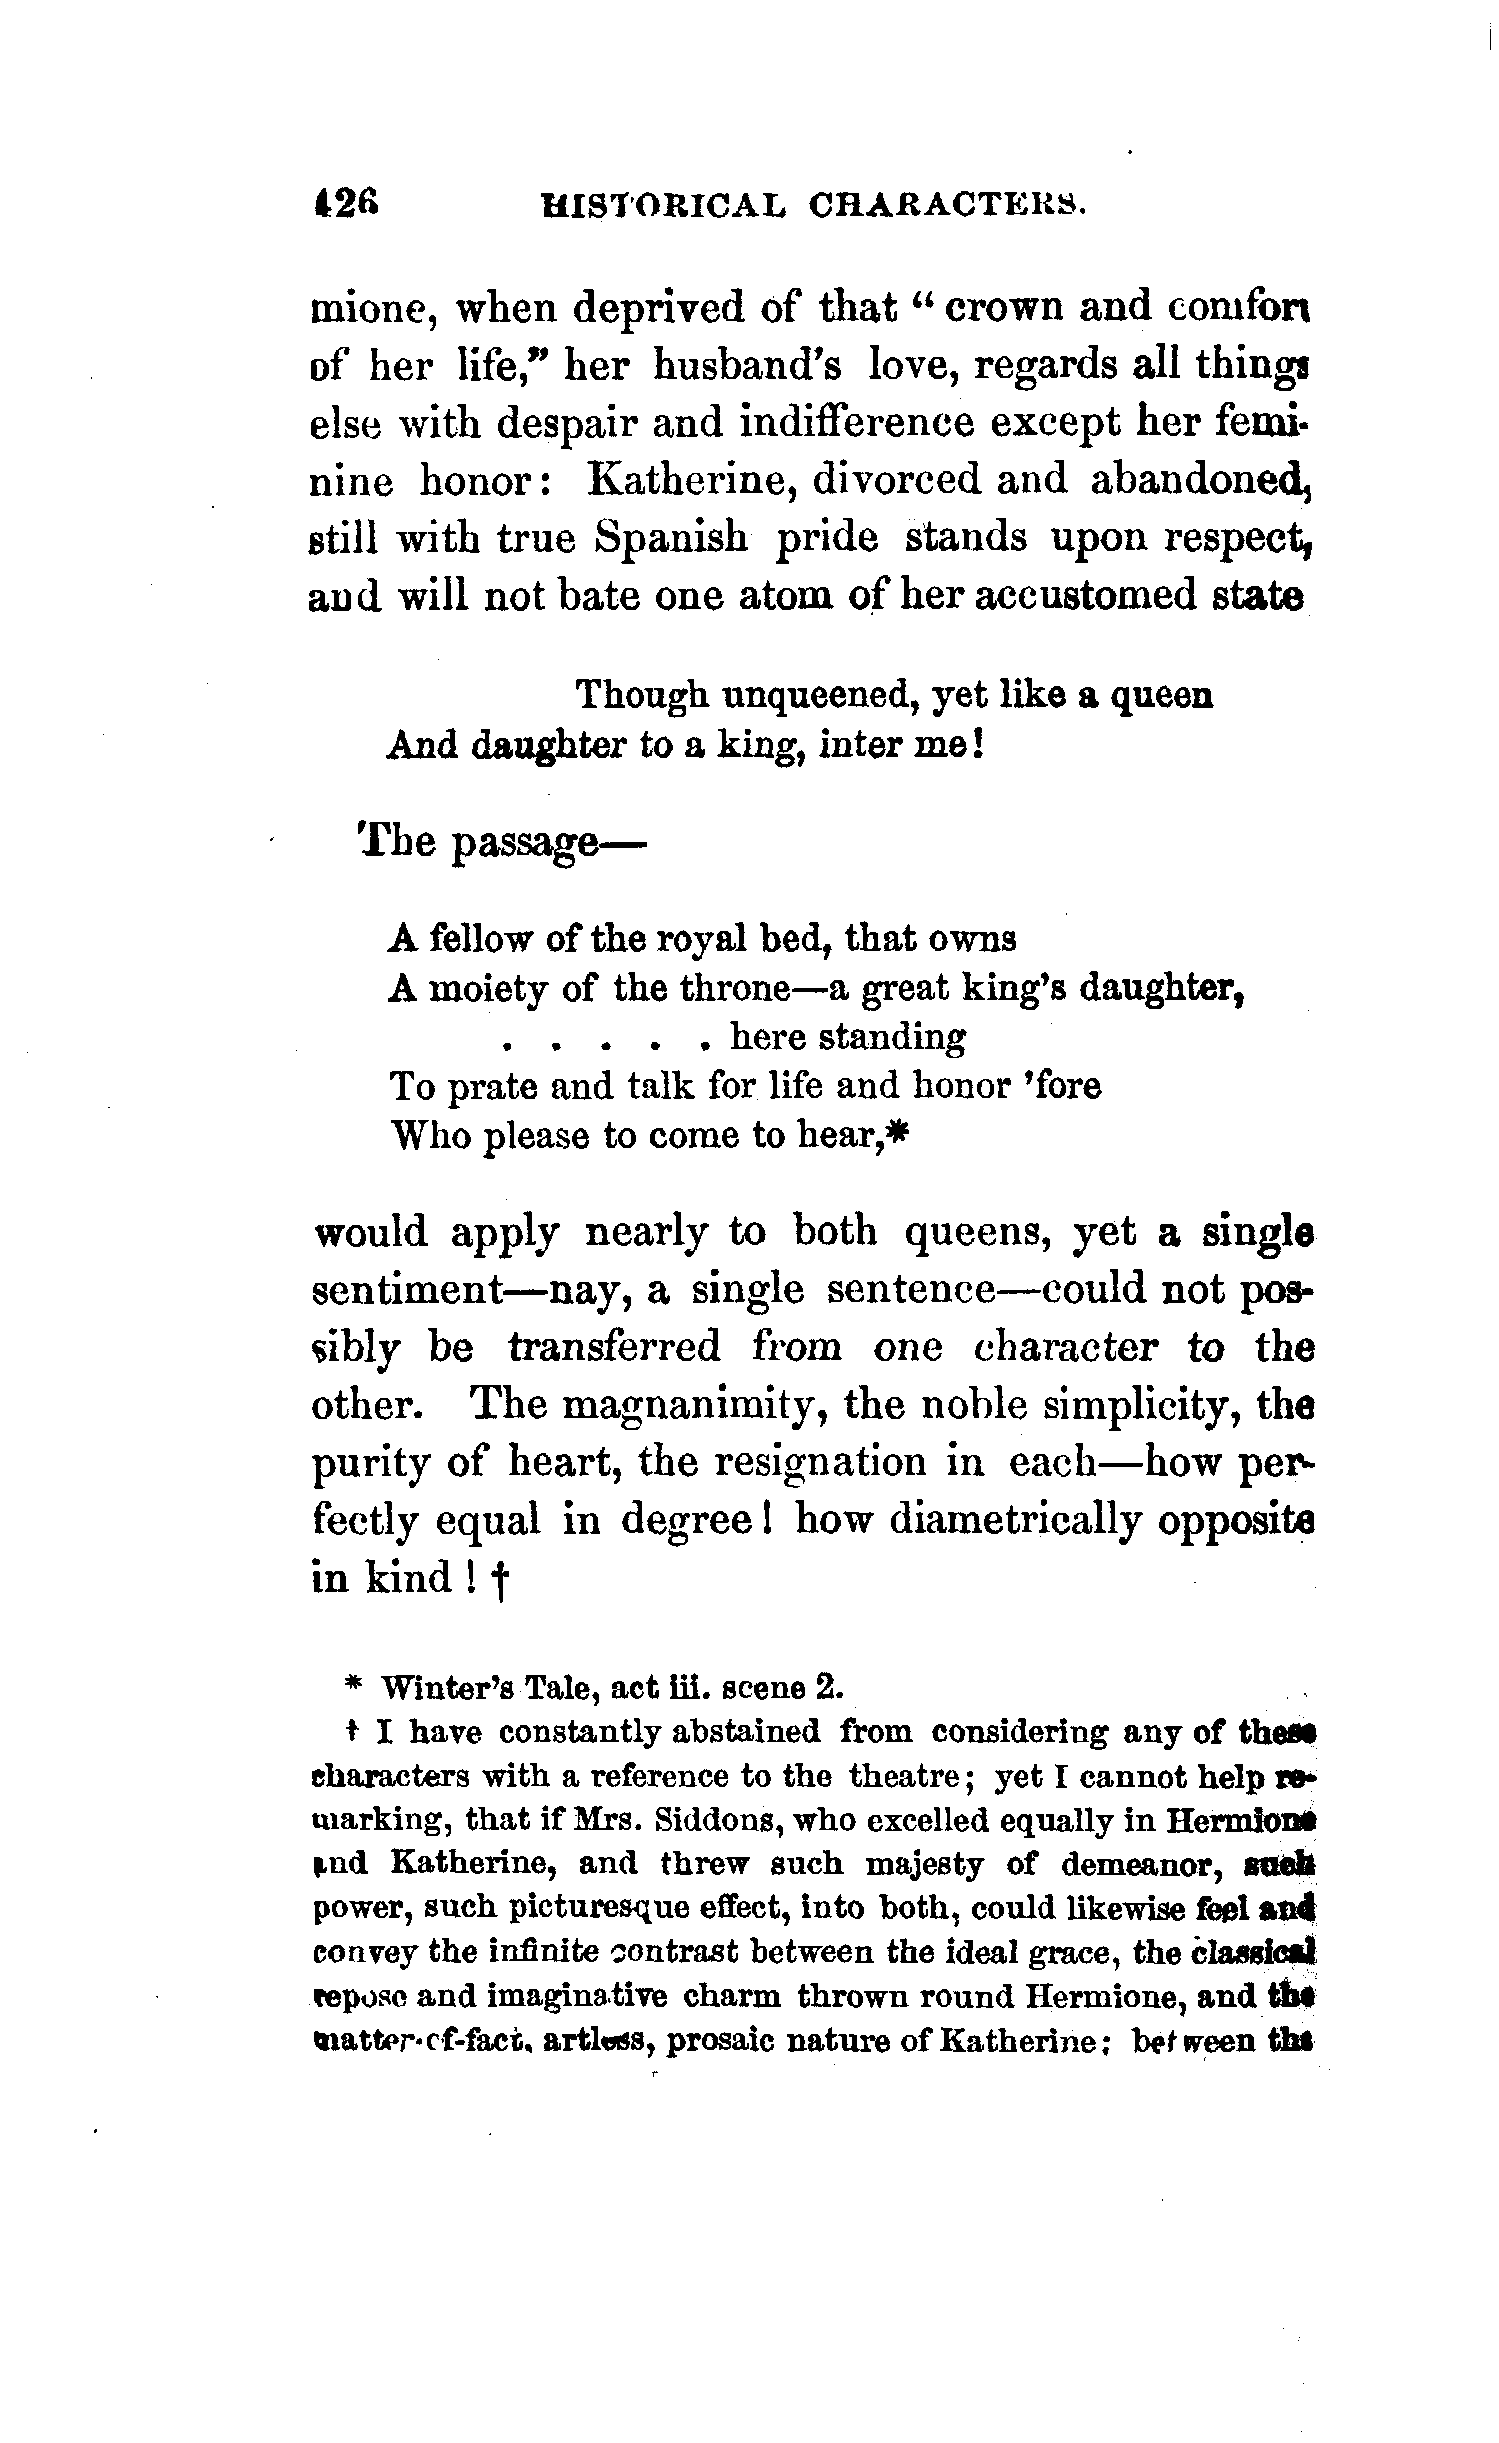 426 HISTORICAL CHARACTERS.
mione, when deprived of that “ crown and comfort
of her life,” her husband's love, regards all things
else with despair and indifference except her femi-
nine honor: Katherine, divorced and abandoned,
still with true Spanish pride stands upon respect,
and will not bate one atom of her accustomed state
Though unqueened, yet like a queen
And daughter to a king, inter me!
The passage—
A fellow of the royal bed, that owns
A moiety of the throne—a great king's daughter,
. . . . . here standing
To prate and talk for life and honor 'fore
Who please to come to hear,*
would apply nearly to both queens, yet a single
sentiment—nay, a single sentence—could not pos-
sibly be transferred from one character to the
other. The magnanimity, the noble simplicity, the
purity of heart, the resignation in each—how per-
fectly equal in degree! how diametrically opposite
in kind! †
* Winter's Tale, act iii. scene 2.
† I have constantly abstained from considering any of these
characters with a reference to the theatre; yet I cannot help re-
marking, that if Mrs. Siddons, who excelled equally in Hermione
and Katherine, and threw such majesty of demeanor, such
power, such picturesque effect, into both, could likewise feel and
convey the infinite contrast between the ideal grace, the classical
repose and imaginative charm thrown round Hermione, and the
matter-of-fact, artless, prosaic nature of Katherine; between the